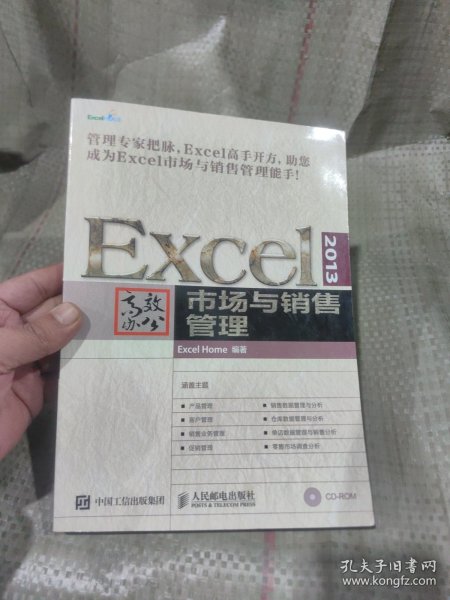 Excel Home
管理专家把脉，Excel高手开方，助您
成为Excel市场与销售管理能手！
Excel
2013
高效
办公
市场与销售
管理
Excel Home 编著
涵盖主题
■ 产品管理
■ 客户管理
■ 销售业务管理
■ 促销管理
■ 销售数据管理与分析
■ 仓库数据管理与分析
■ 单店数据管理与销售分析
■ 零售市场调查分析
中国工信出版集团
人民邮电出版社
POSTS & TELECOM PRESS
CD-ROM
孔夫子旧书网
www.kongfz.com